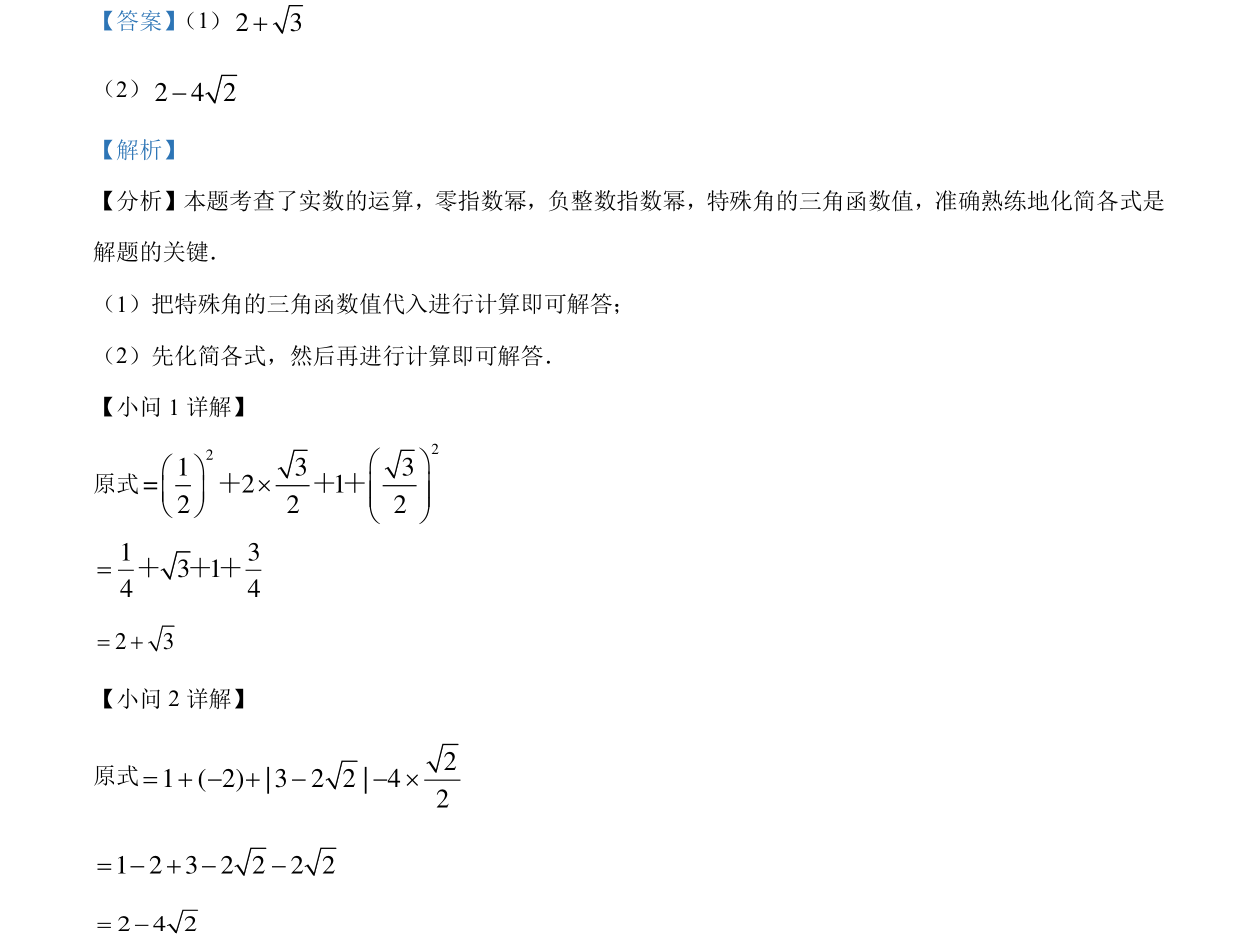 【答案】（1） 2+√3
（2） 2−4√2
【解析】
【分析】本题考查了实数的运算，零指数幂，负整数指数幂，特殊角的三角函数值，准确熟练地化简各式是
解题的关键．
（1）把特殊角的三角函数值代入进行计算即可解答；
（2）先化简各式，然后再进行计算即可解答．
【小问 1 详解】
原式=(1/2)²+2×√3/2+1+(√3/2)²
=1/4+√3+1+3/4
=2+√3
【小问 2 详解】
原式=1+(−2)+|3−2√2|−4×√2/2
=1−2+3−2√2−2√2
=2−4√2